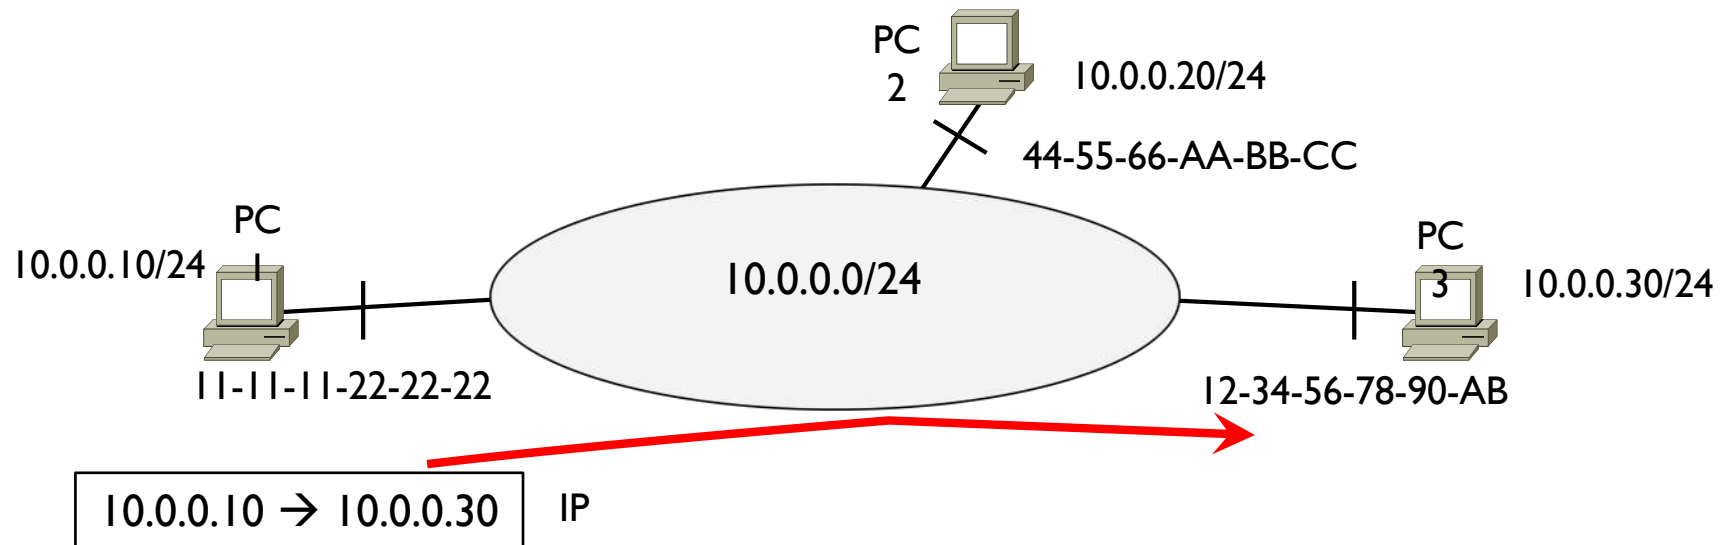 PC
2
10.0.0.20/24
44-55-66-AA-BB-CC
PC
1
10.0.0.10/24
11-11-11-22-22-22
10.0.0.0/24
PC
3
10.0.0.30/24
12-34-56-78-90-AB
10.0.0.10 → 10.0.0.30
IP